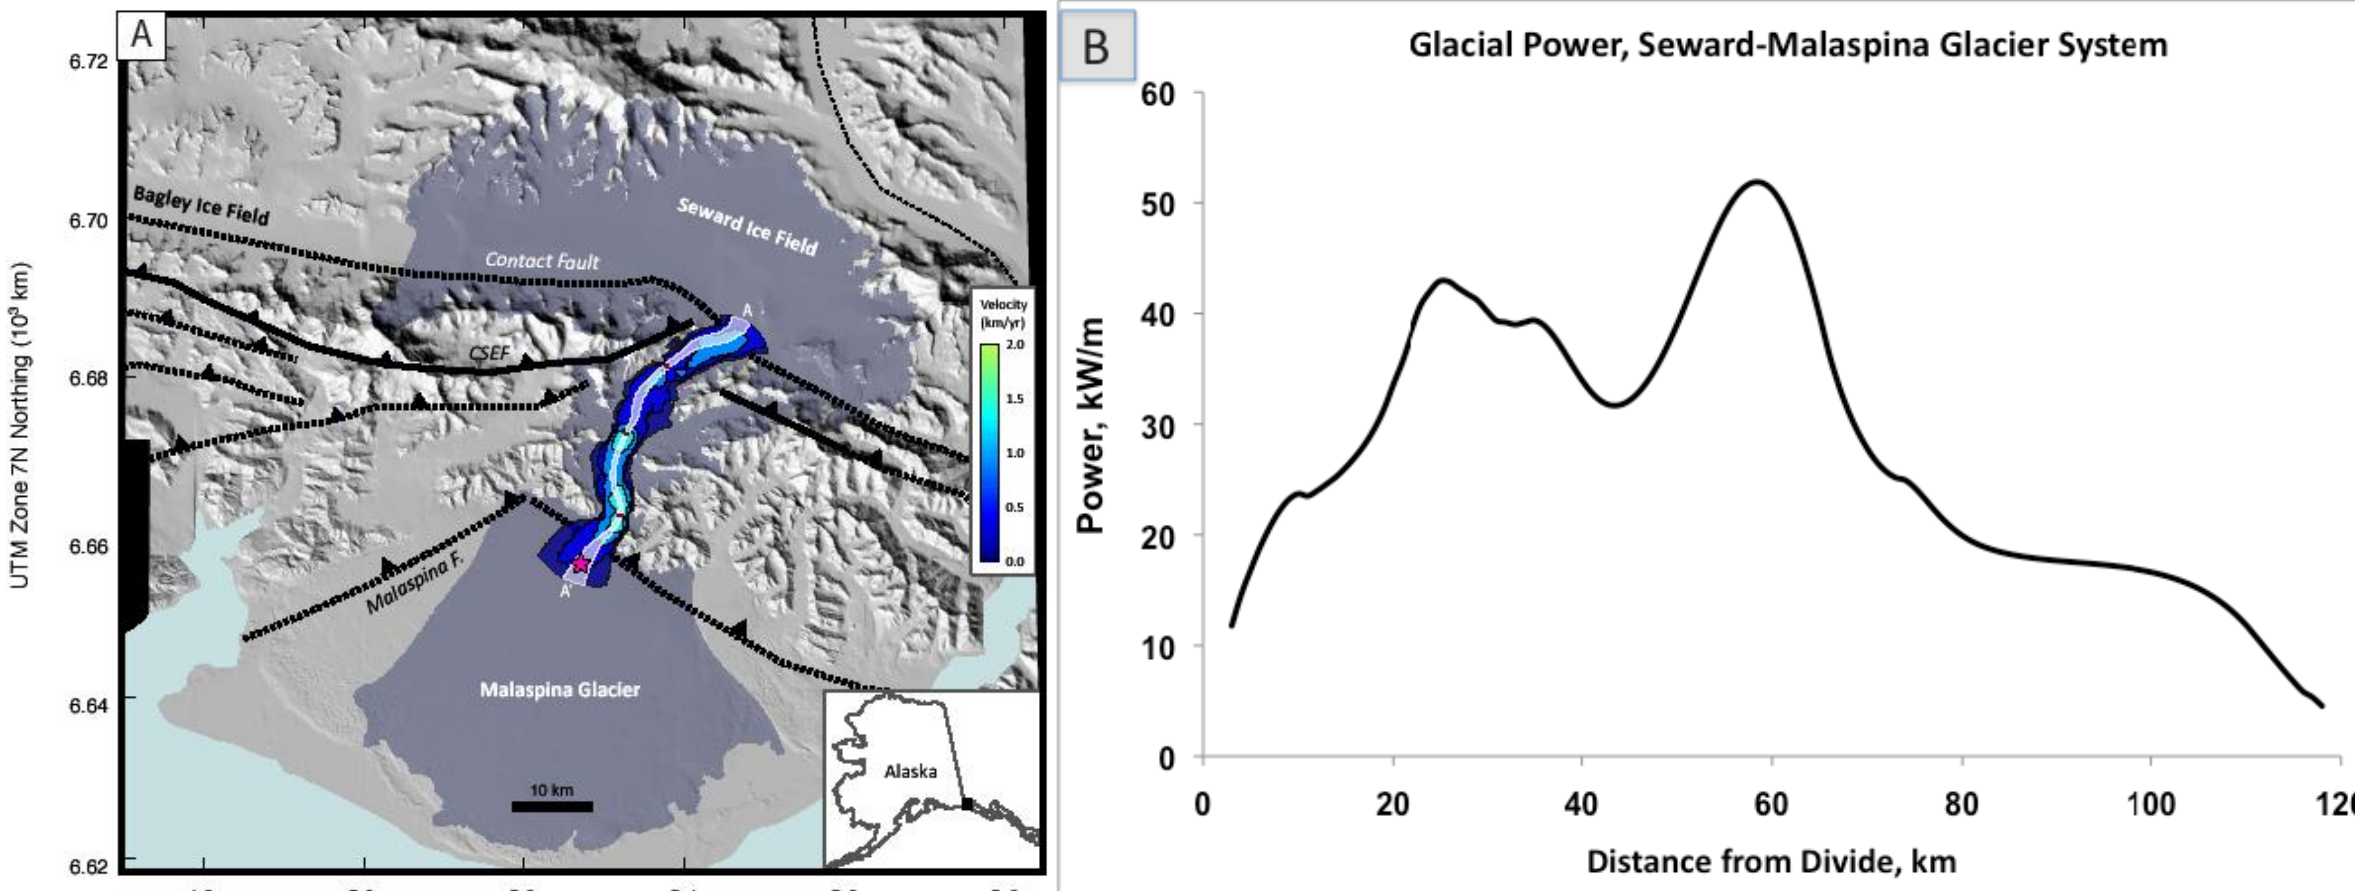 A
6.72
6.70
6.68
6.66
6.64
6.62
UTM Zone 7N Northing (10³ km)
Bagley Ice Field
Seward Ice Field
Contact Fault
CSEF
A
Velocity
(km/yr)
2.0
1.5
1.0
0.5
0.0
Malaspina F.
A'
Malaspina Glacier
10 km
Alaska
B
Glacial Power, Seward-Malaspina Glacier System
60
50
40
30
20
10
0
Power, kW/m
0 20 40 60 80 100
Distance from Divide, km